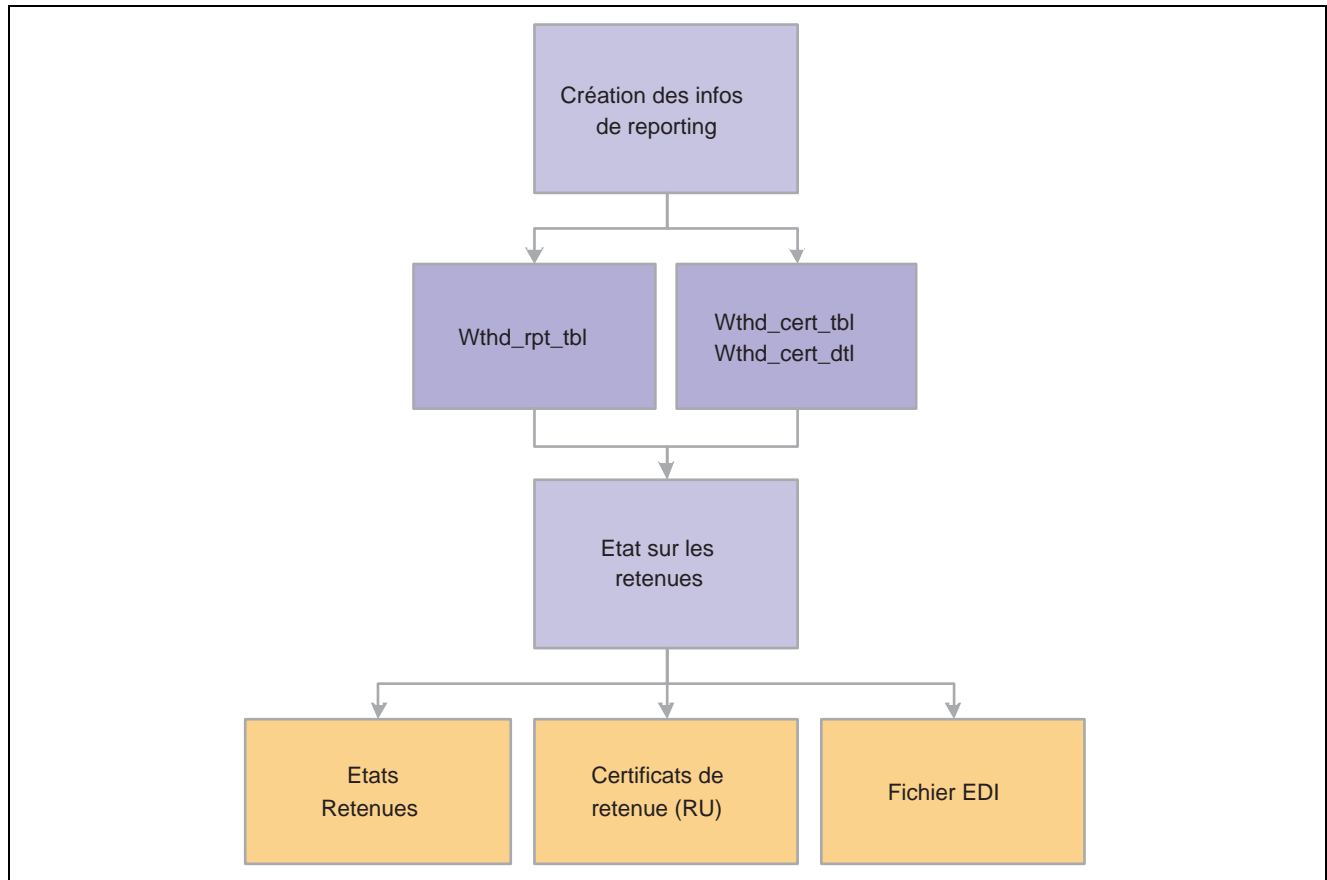 Création des infos
de reporting
Wthd_rpt_tbl
Wthd_cert_tbl
Wthd_cert_dtl
Etat sur les
retenues
Etats
Retenues
Certificats de
retenue (RU)
Fichier EDI